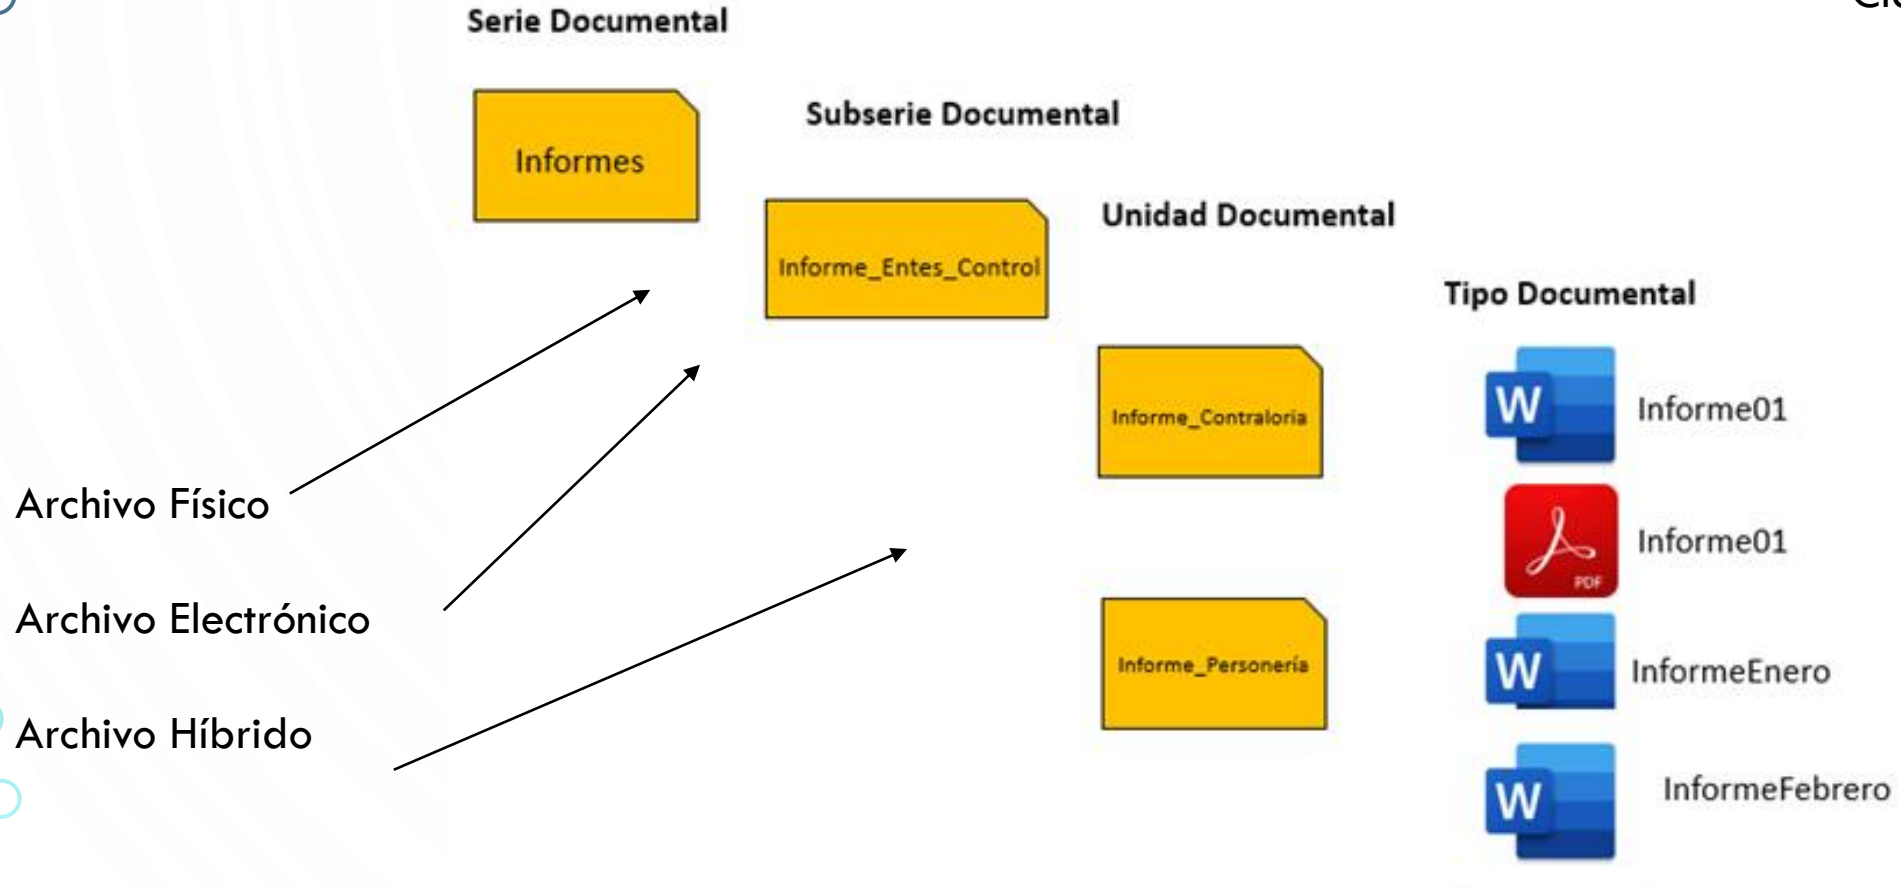 Serie Documental
Informes
Subserie Documental
Informe_Entes_Control
Unidad Documental
Informe_Contraloria
Informe_Personería
Tipo Documental
W Informe01
PDF Informe01
W InformeEnero
W InformeFebrero
Archivo Físico
Archivo Electrónico
Archivo Híbrido